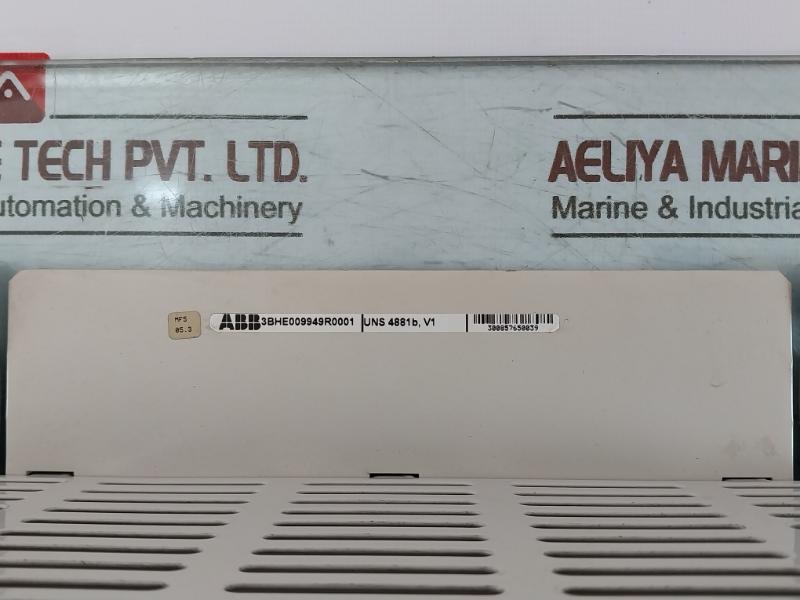 E TECH PVT. LTD.
utomation & Machinery
AELIYA MARI
Marine & Industria
MFS
05.3
ABB 3BHE009949R0001 UNS 4881b, V1
300057650039